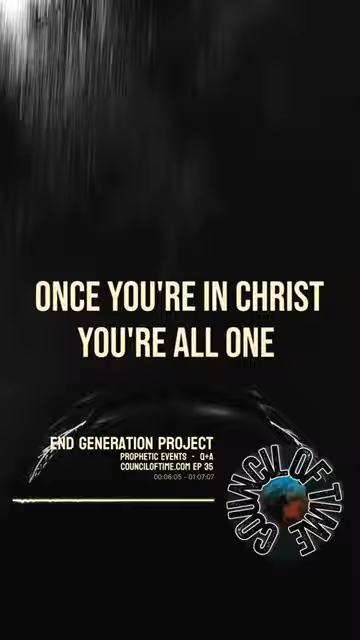 ONCE YOU'RE IN CHRIST
YOU'RE ALL ONE
END GENERATION PROJECT
PROPHETIC EVENTS - Q+A
COUNCILOFTIME.COM EP 35
00:06:05 - 01:07:07
COUNCIL OF TIME